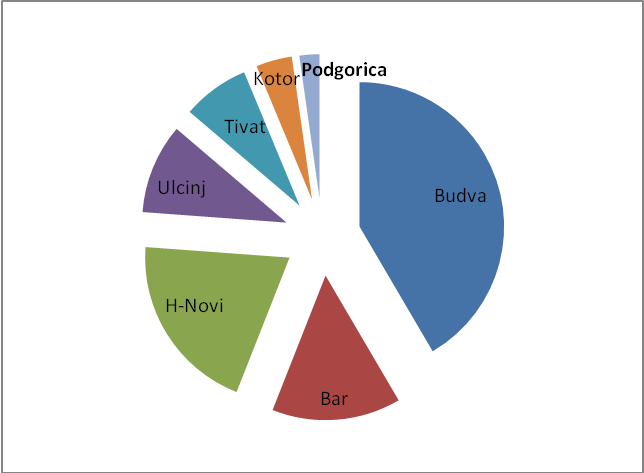 Podgorica
Kotor
Tivat
Ulcinj
Budva
H-Novi
Bar